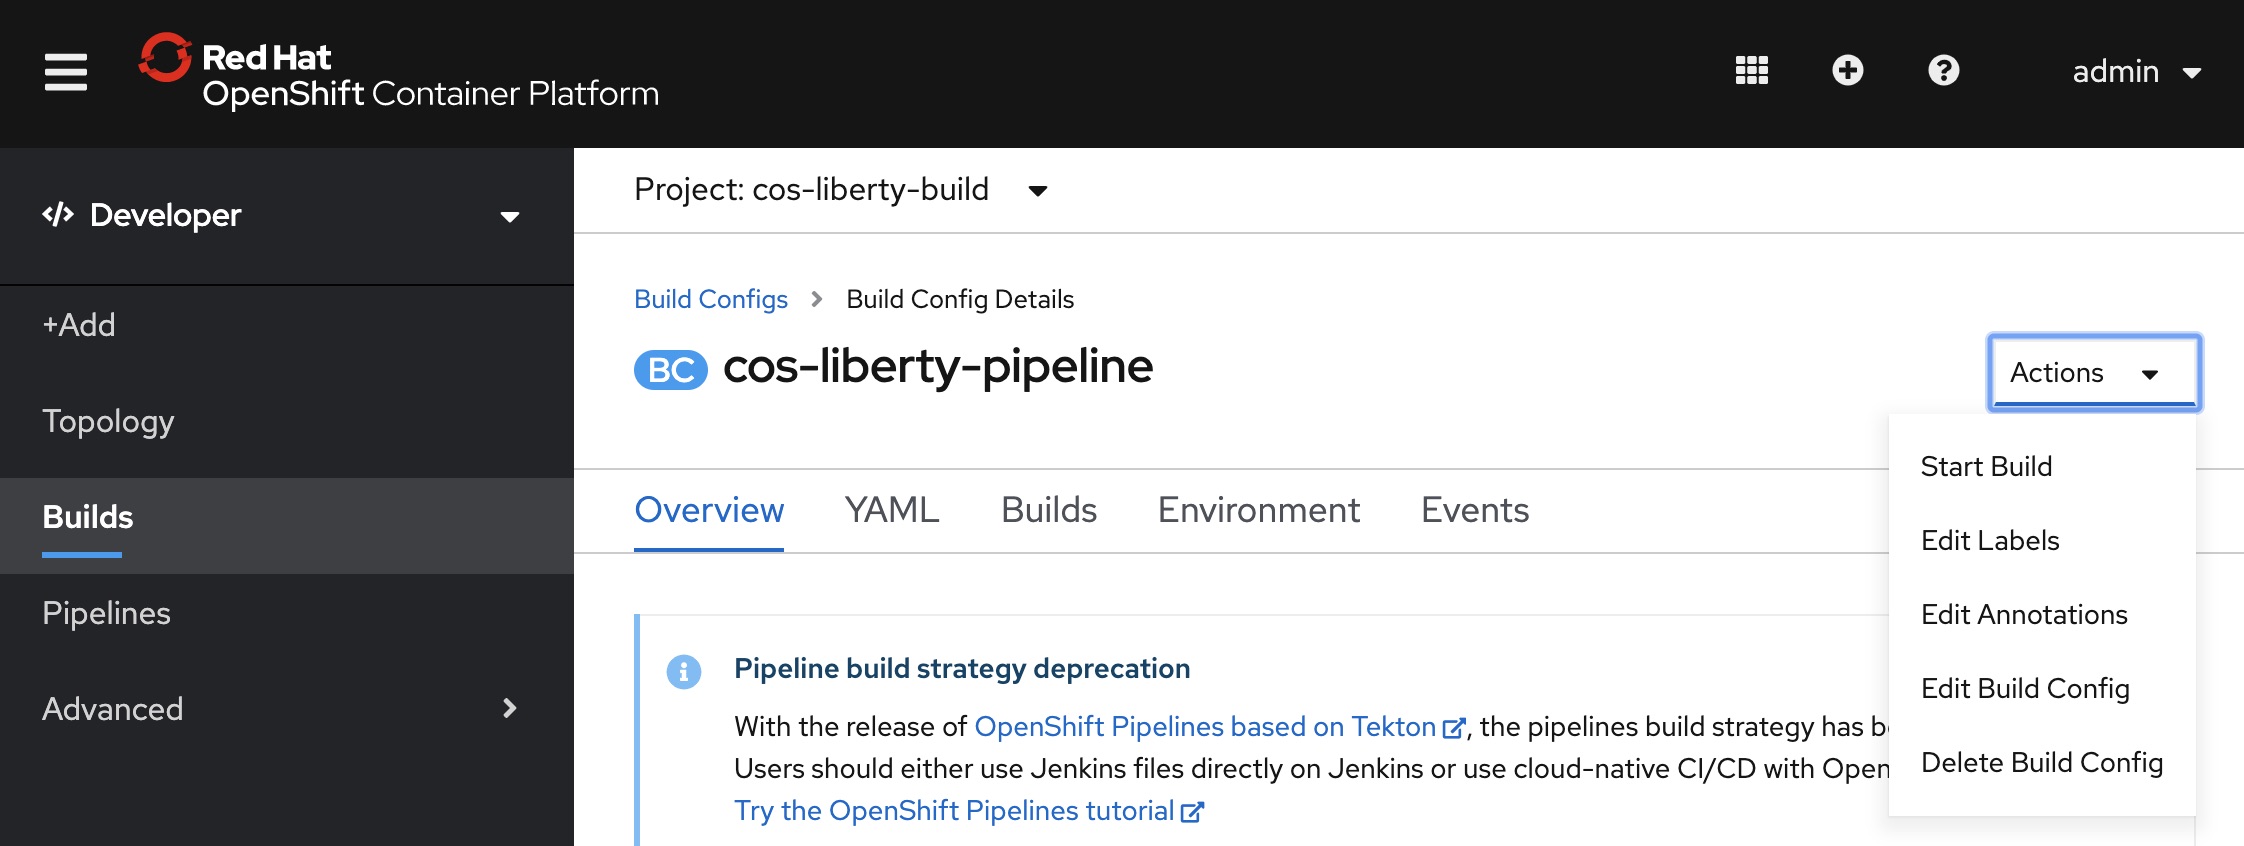 Red Hat
OpenShift Container Platform
admin
Developer
+Add
Topology
Builds
Pipelines
Advanced
Project: cos-liberty-build
Build Configs > Build Config Details
BC cos-liberty-pipeline
Actions
Start Build
Edit Labels
Edit Annotations
Edit Build Config
Delete Build Config
Overview YAML Builds Environment Events
Pipeline build strategy deprecation
With the release of OpenShift Pipelines based on Tekton, the pipelines build strategy has
Users should either use Jenkins files directly on Jenkins or use cloud-native CI/CD with Open
Try the OpenShift Pipelines tutorial